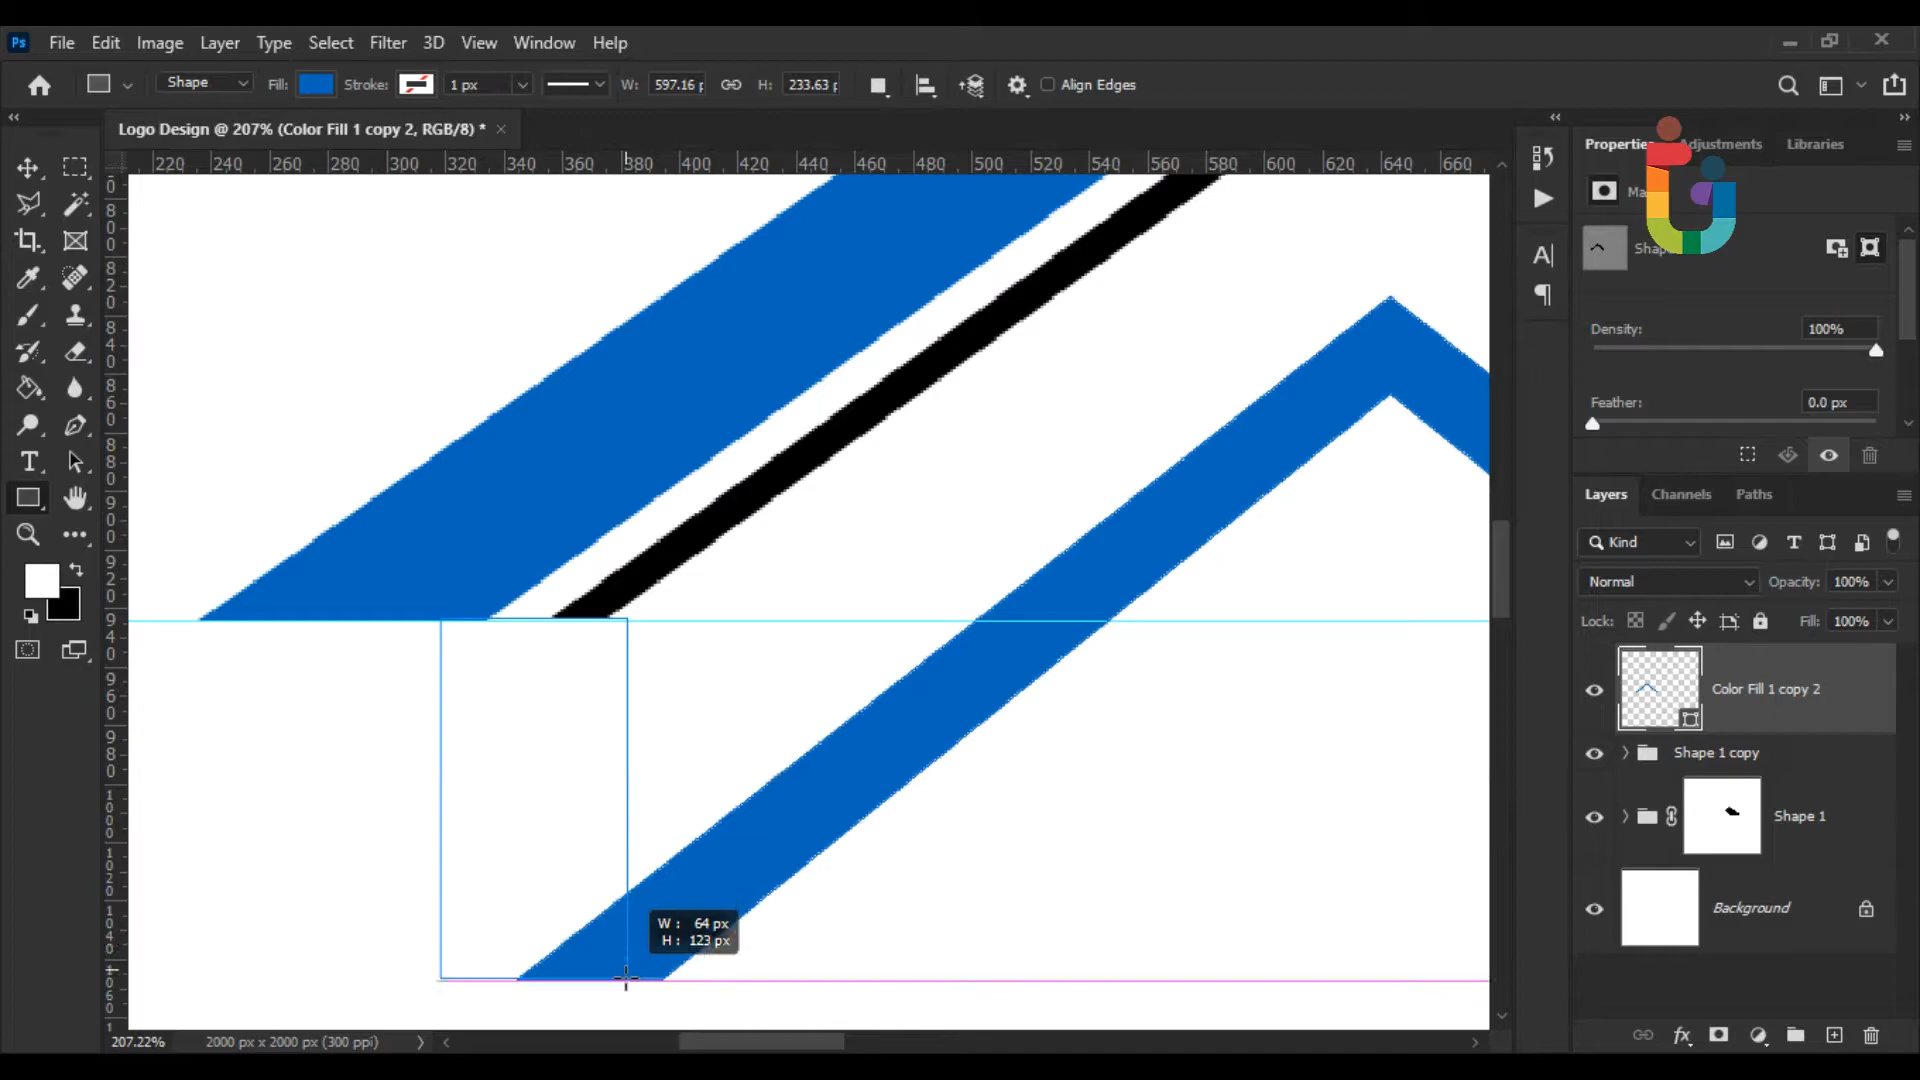 Ps File Edit Image Layer Type Select Filter 3D View Window Help
Shape Fill: Stroke: 1 px W: 597.16 p H: 233.63 p Align Edges
Logo Design @ 207% (Color Fill 1 copy 2, RGB/8) *
220 240 260 280 300 320 340 360 380 400 420 440 460 480 500 520 540 560 580 600 620 640 660
Properties Adjustments Libraries
Density: 100%
Feather: 0.0 px
Layers Channels Paths
Kind
Normal Opacity: 100%
Lock: Fill: 100%
Color Fill 1 copy 2
Shape 1 copy
Shape 1
Background
W: 64 px
H: 123 px
207.22% 2000 px x 2000 px (300 ppi)